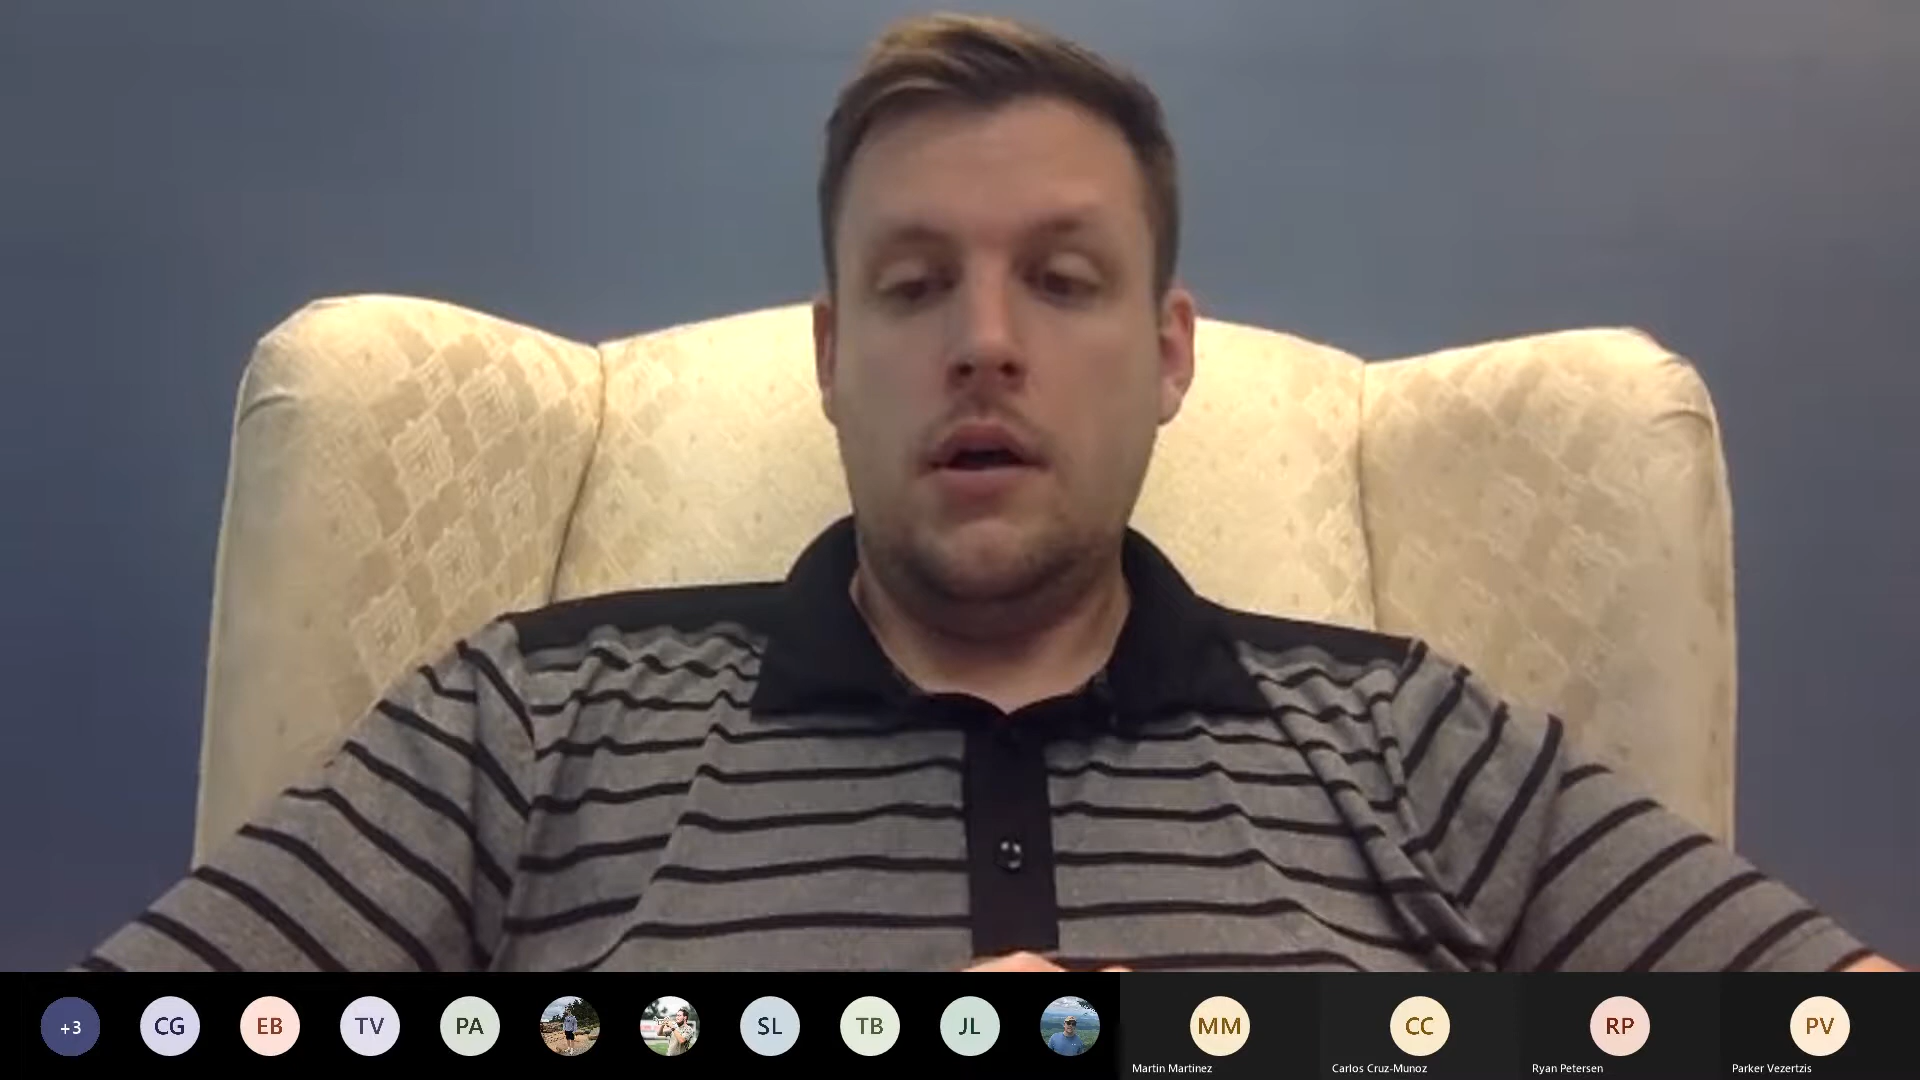 +3
CG
EB
TV
PA
SL
TB
JL
MM
CC
RP
PV
Martin Martinez
Carlos Cruz-Munoz
Ryan Petersen
Parker Vezertzis